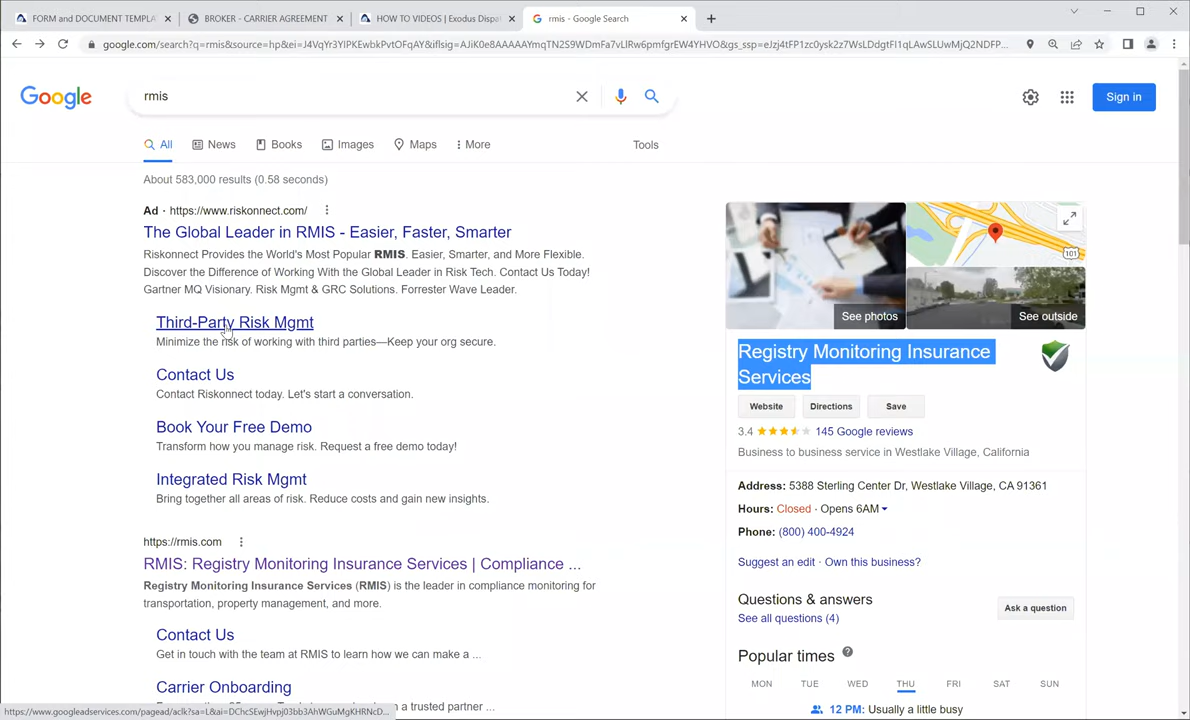 FORM and DOCUMENT TEMPLA
BROKER - CARRIER AGREEMENT
HOW TO VIDEOS | Exodus Dispa
rmis - Google Search
google.com/search?q=rmis&source=hp&ei=
Google
rmis
Sign in
All
News
Books
Images
Maps
More
Tools
About 583,000 results (0.58 seconds)
Ad · https://www.riskonnect.com/
The Global Leader in RMIS - Easier, Faster, Smarter
Riskonnect Provides the World's Most Popular RMIS. Easier, Smarter, and More Flexible.
Discover the Difference of Working With the Global Leader in Risk Tech. Contact Us Today!
Gartner MQ Visionary. Risk Mgmt & GRC Solutions. Forrester Wave Leader.
Third-Party Risk Mgmt
Minimize the risk of working with third parties—Keep your org secure.
Contact Us
Contact Riskonnect today. Let's start a conversation.
Book Your Free Demo
Transform how you manage risk. Request a free demo today!
Integrated Risk Mgmt
Bring together all areas of risk. Reduce costs and gain new insights.
https://rmis.com
RMIS: Registry Monitoring Insurance Services | Compliance ...
Registry Monitoring Insurance Services (RMIS) is the leader in compliance monitoring for
transportation, property management, and more.
Contact Us
Get in touch with the team at RMIS to learn how we can make a ...
Carrier Onboarding
n a trusted partner ...
https://www.googleadservices.com/pagead/aclk?sa=L&ai=
101
See photos
See outside
Registry Monitoring Insurance
Services
Website
Directions
Save
3.4
145 Google reviews
Business to business service in Westlake Village, California
Address: 5388 Sterling Center Dr, Westlake Village, CA 91361
Hours: Closed · Opens 6AM
Phone: (800) 400-4924
Suggest an edit · Own this business?
Questions & answers
See all questions (4)
Ask a question
Popular times
MON
TUE
WED
THU
FRI
SAT
SUN
12 PM: Usually a little busy